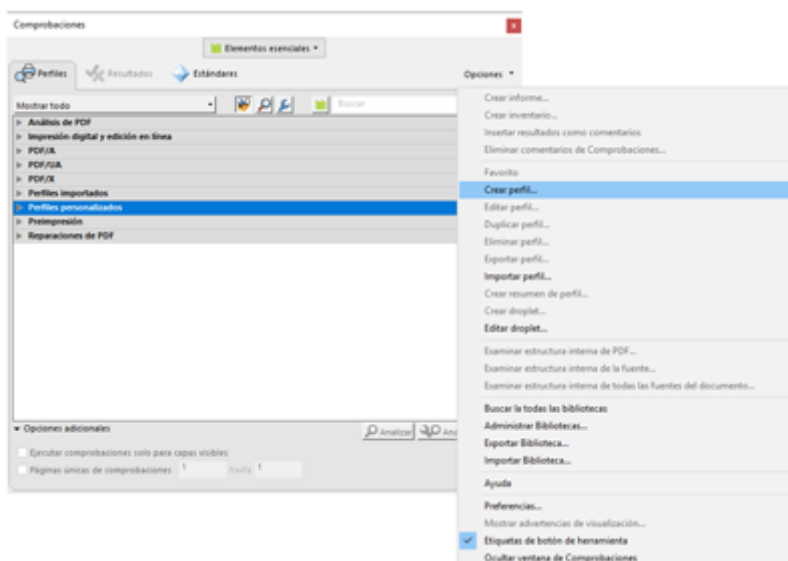 Comprobaciones
Elementos esenciales
Perfiles
Resultados
Estándares
Opciones
Mostrar todo
Buscar
Análisis de PDF
Impresión digital y edición en línea
PDF/A
PDF/UA
PDF/X
Perfiles importados
Perfiles personalizados
Preimpresión
Reparaciones de PDF
Opciones adicionales
Analizar
Ana
Ejecutar comprobaciones solo para capas visibles
Páginas únicas de comprobaciones 1 hasta 1
Crear informe...
Crear inventario...
Insertar resultados como comentarios
Eliminar comentarios de Comprobaciones...
Favorito
Crear perfil...
Editar perfil...
Duplicar perfil...
Eliminar perfil...
Exportar perfil...
Importar perfil...
Crear resumen de perfil...
Crear droplet...
Editar droplet...
Examinar estructura interna de PDF...
Examinar estructura interna de la fuente...
Examinar estructura interna de todas las fuentes del documento...
Buscar la todas las bibliotecas
Administrar Bibliotecas...
Exportar Biblioteca...
Importar Biblioteca...
Ayuda
Preferencias...
Mostrar advertencias de visualización...
Etiquetas de botón de herramienta
Ocultar ventana de Comprobaciones